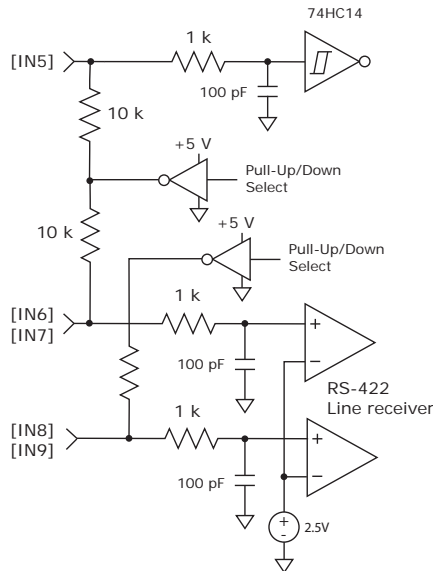 74HC14
1 k
[IN5]
100 pF
10 k
+5 V
Pull-Up/Down
Select
+5 V
10 k
Pull-Up/Down
Select
1 k
[IN6]
[IN7]
+
-
100 pF
RS-422
Line receiver
1 k
[IN8]
[IN9]
+
-
100 pF
+
-
2.5V